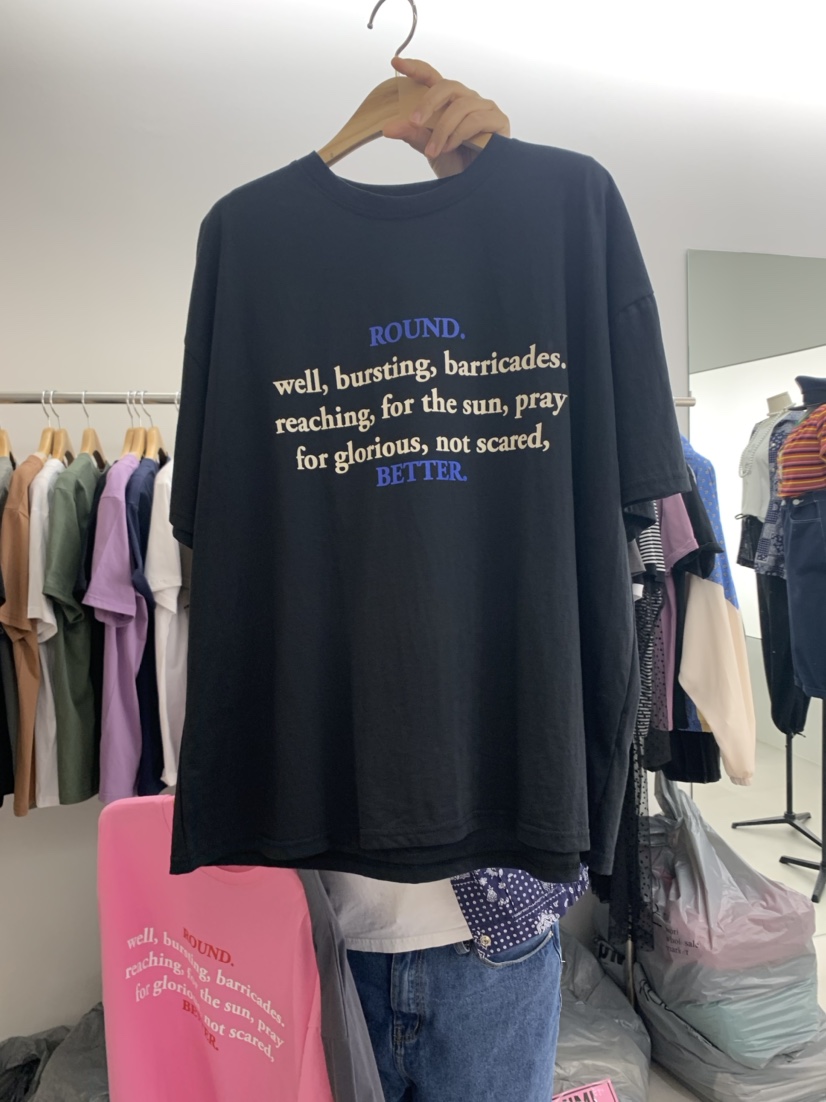 ROUND.
well, bursting, barricades.
reaching, for the sun, pray
for glorious, not scared,
BETTER.
ROUND.
well, bursting, barricades.
reaching, for the sun, pray
for glorious, not scared,
BETTER.